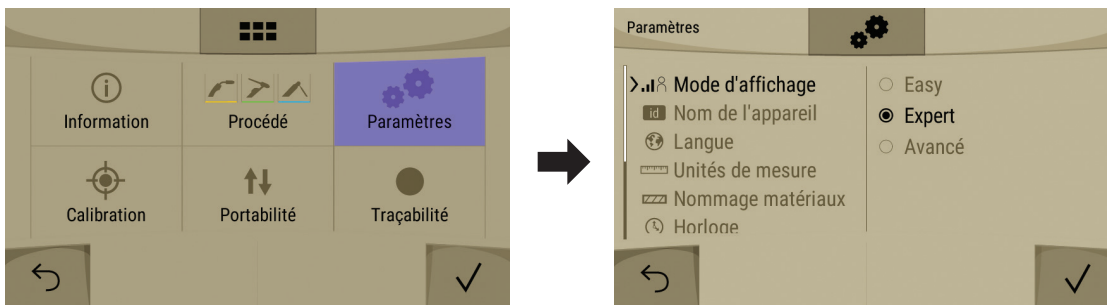 Information
Procédé
Paramètres
Calibration
Portabilité
Traçabilité
Paramètres
Mode d'affichage
id Nom de l'appareil
Langue
Unités de mesure
Nommage matériaux
Horloge
Easy
Expert
Avancé